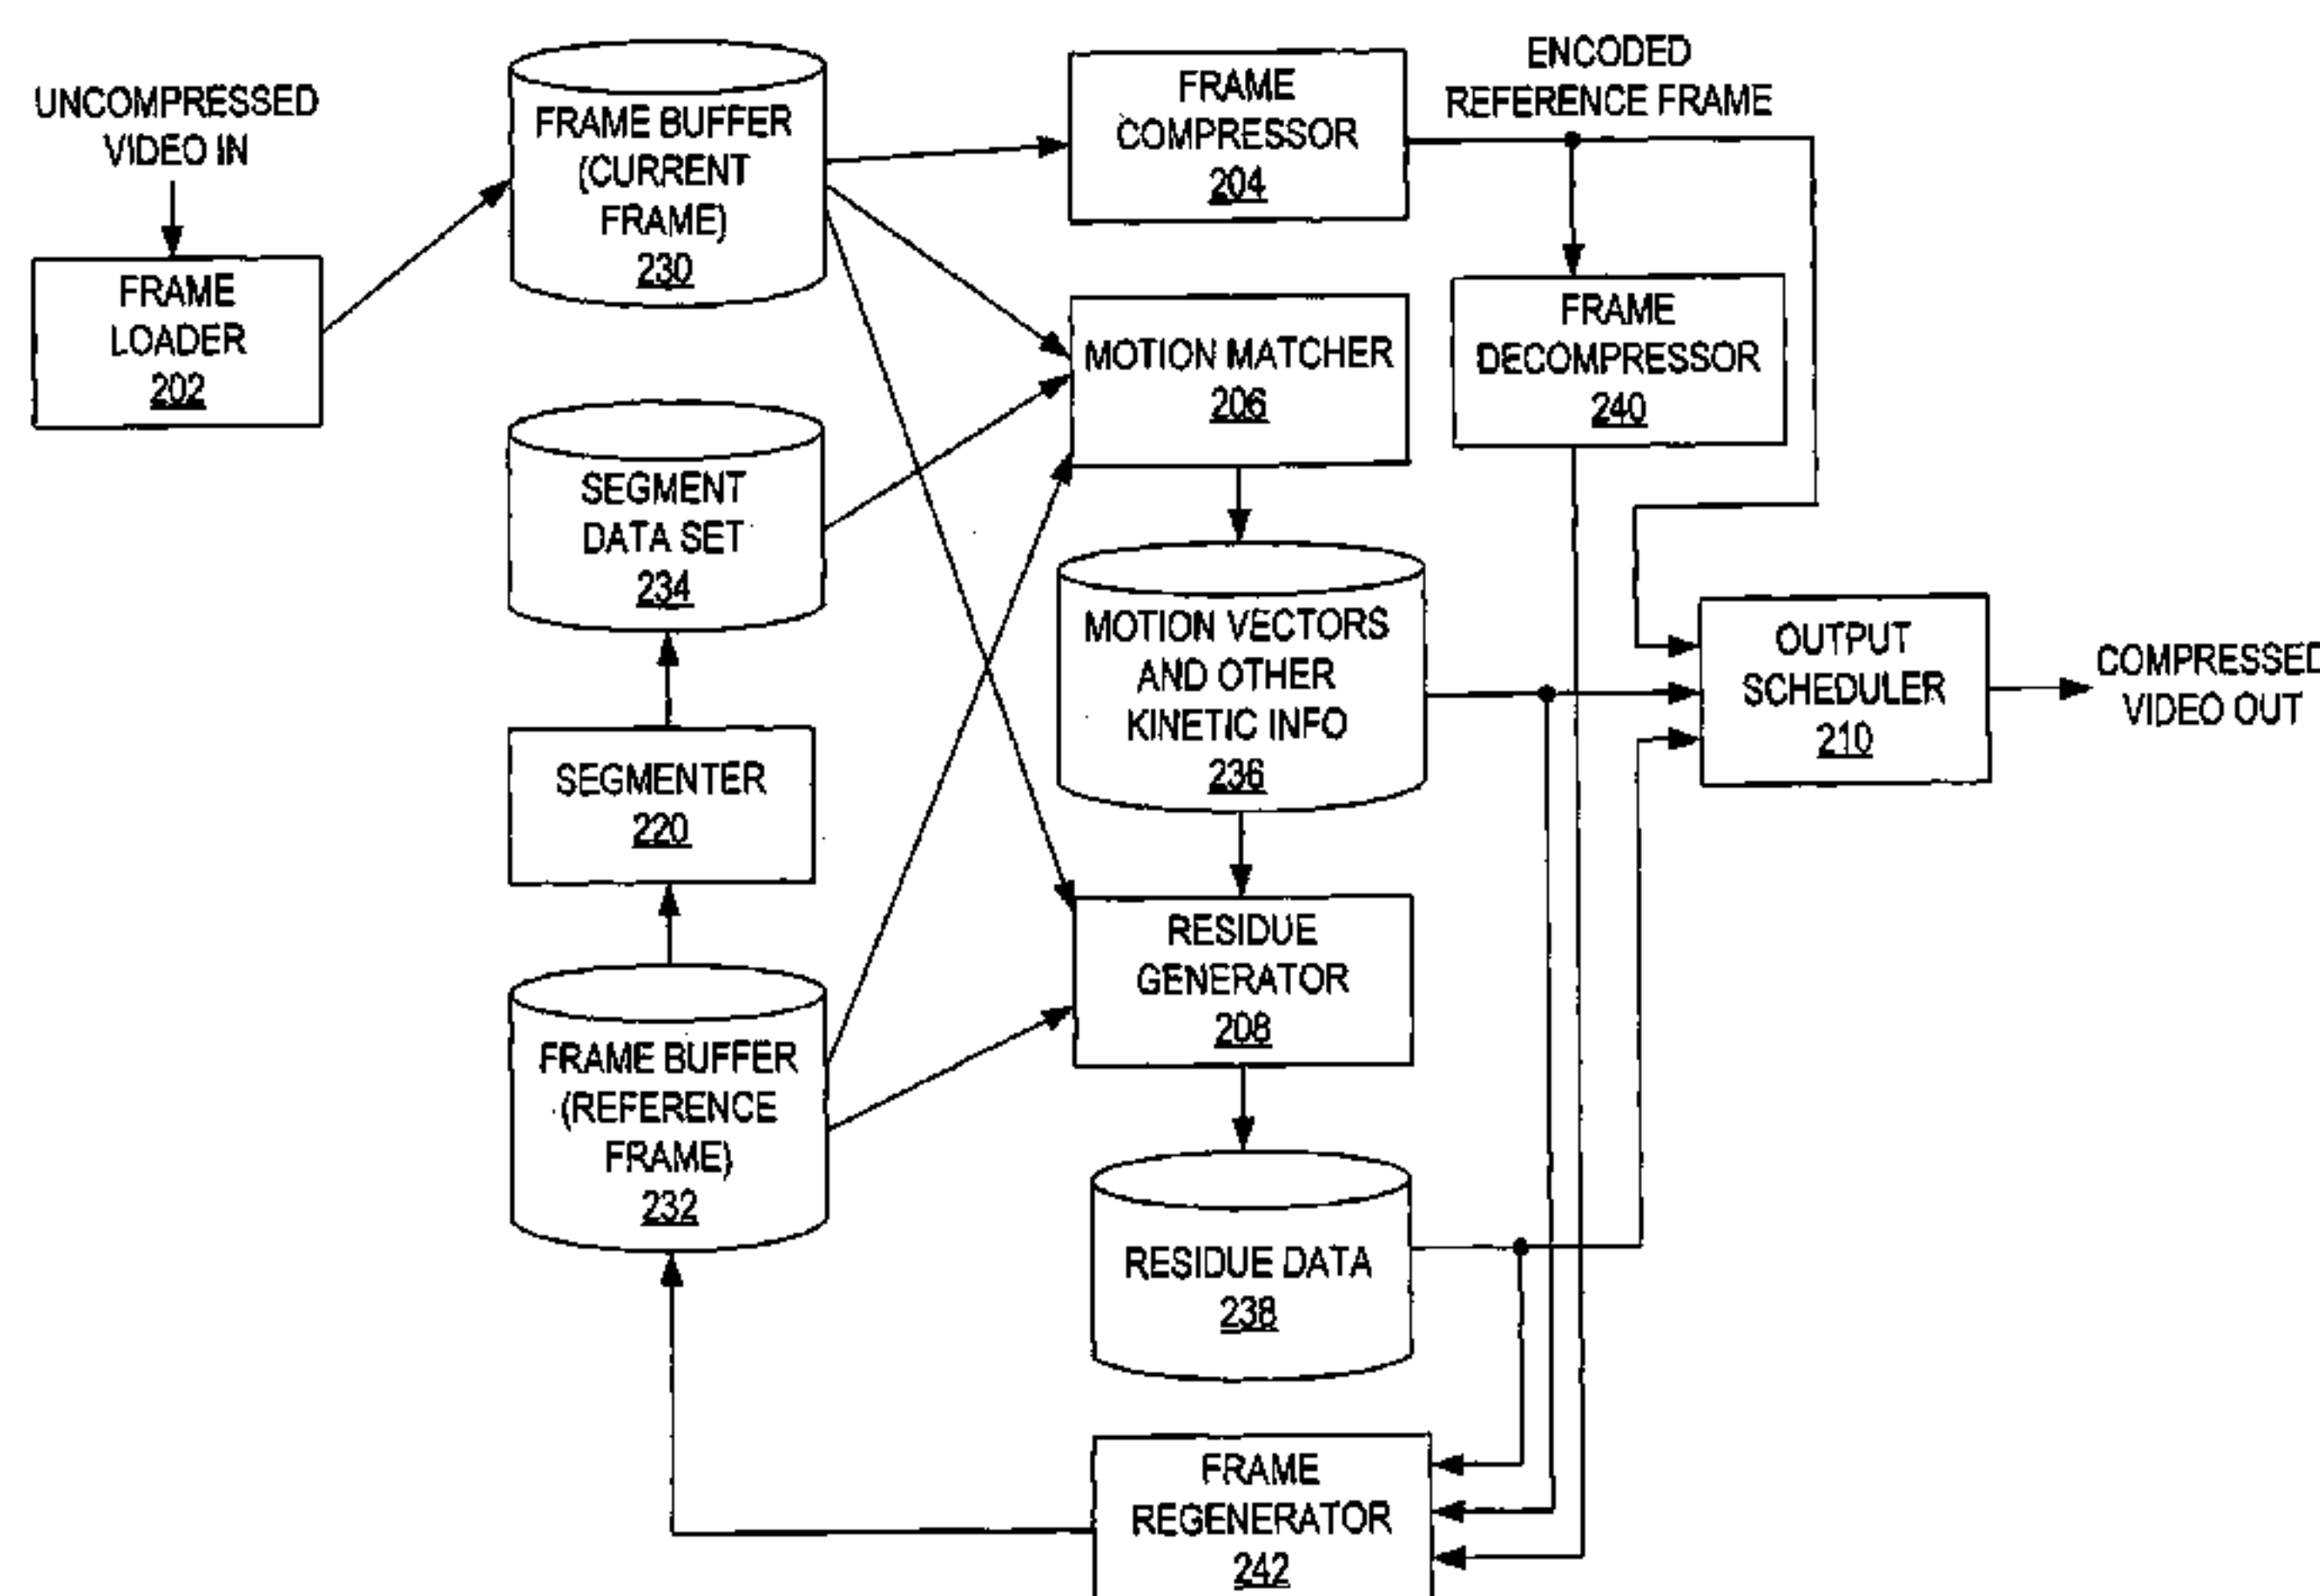 UNCOMPRESSED
VIDEO IN
FRAME
LOADER
202
FRAME BUFFER
(CURRENT
FRAME)
230
FRAME
COMPRESSOR
204
ENCODED
REFERENCE FRAME
FRAME
DECOMPRESSOR
240
MOTION MATCHER
206
SEGMENT
DATA SET
234
MOTION VECTORS
AND OTHER
KINETIC INFO
236
OUTPUT
SCHEDULER
210
COMPRESSED
VIDEO OUT
SEGMENTER
220
RESIDUE
GENERATOR
208
FRAME BUFFER
(REFERENCE
FRAME)
232
RESIDUE DATA
238
FRAME
REGENERATOR
242